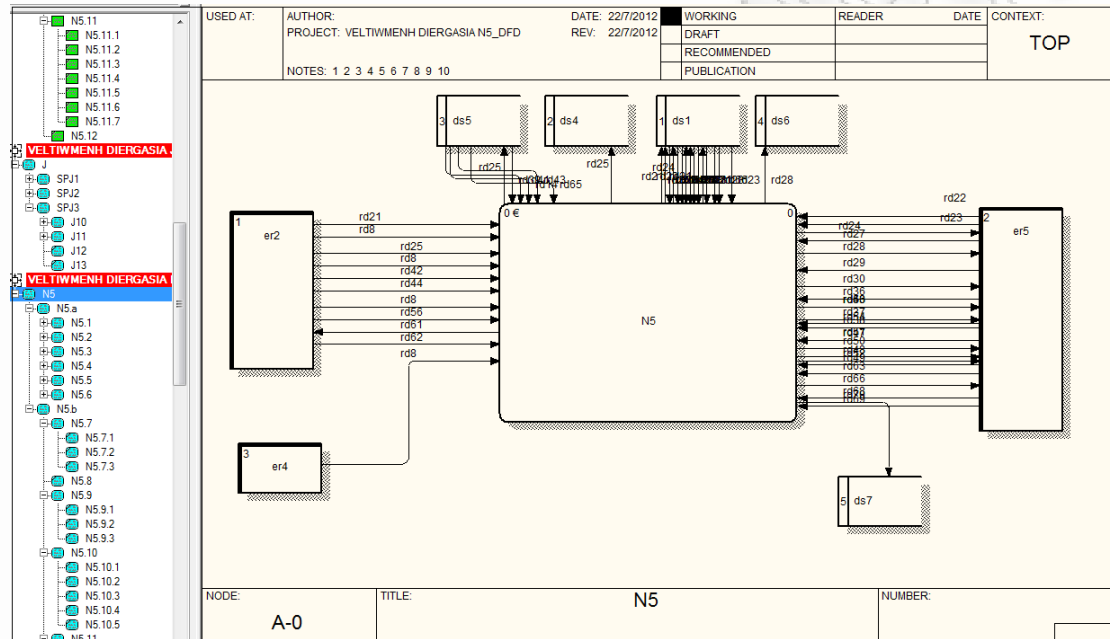 N5.11
N5.11.1
N5.11.2
N5.11.3
N5.11.4
N5.11.5
N5.11.6
N5.11.7
N5.12
VELTIWMENH DIERGASIA
J
SPJ1
SPJ2
SPJ3
J10
J11
J12
J13
VELTIWMENH DIERGASIA
N5
N5.a
N5.1
N5.2
N5.3
N5.4
N5.5
N5.6
N5.b
N5.7
N5.7.1
N5.7.2
N5.7.3
N5.8
N5.9
N5.9.1
N5.9.2
N5.9.3
N5.10
N5.10.1
N5.10.2
N5.10.3
N5.10.4
N5.10.5
N5.11
USED AT:
AUTHOR:
DATE: 22/7/2012
PROJECT: VELTIWMENH DIERGASIA N5_DFD
REV: 22/7/2012
NOTES: 1 2 3 4 5 6 7 8 9 10
WORKING
DRAFT
RECOMMENDED
PUBLICATION
READER
DATE
CONTEXT:
TOP
3 ds5
2 ds4
1 ds1
4 ds6
rd25
rd65
rd25
rd28
1
er2
rd21
rd8
rd25
rd8
rd42
rd44
rd8
rd56
rd61
rd62
rd8
3
er4
0 €
0
N5
rd22
rd23
rd24
rd27
rd28
rd29
rd30
rd36
rd37
rd50
rd63
rd66
rd69
2
er5
5 ds7
NODE:
A-0
TITLE:
N5
NUMBER: